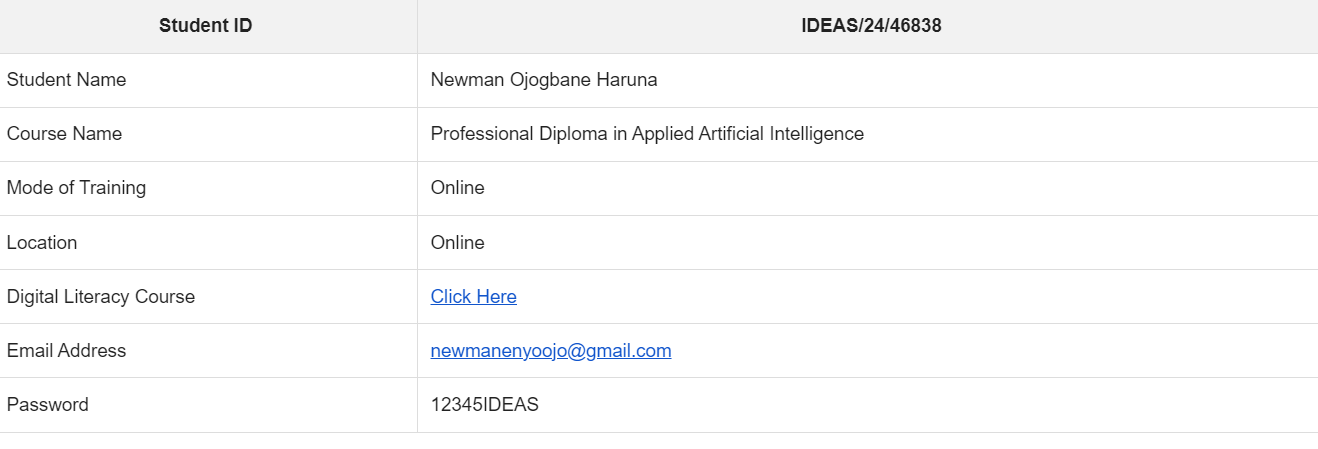 Student ID IDEAS/24/46838
Student Name Newman Ojogbane Haruna
Course Name Professional Diploma in Applied Artificial Intelligence
Mode of Training Online
Location Online
Digital Literacy Course Click Here
Email Address newmanenyoojo@gmail.com
Password 12345IDEAS